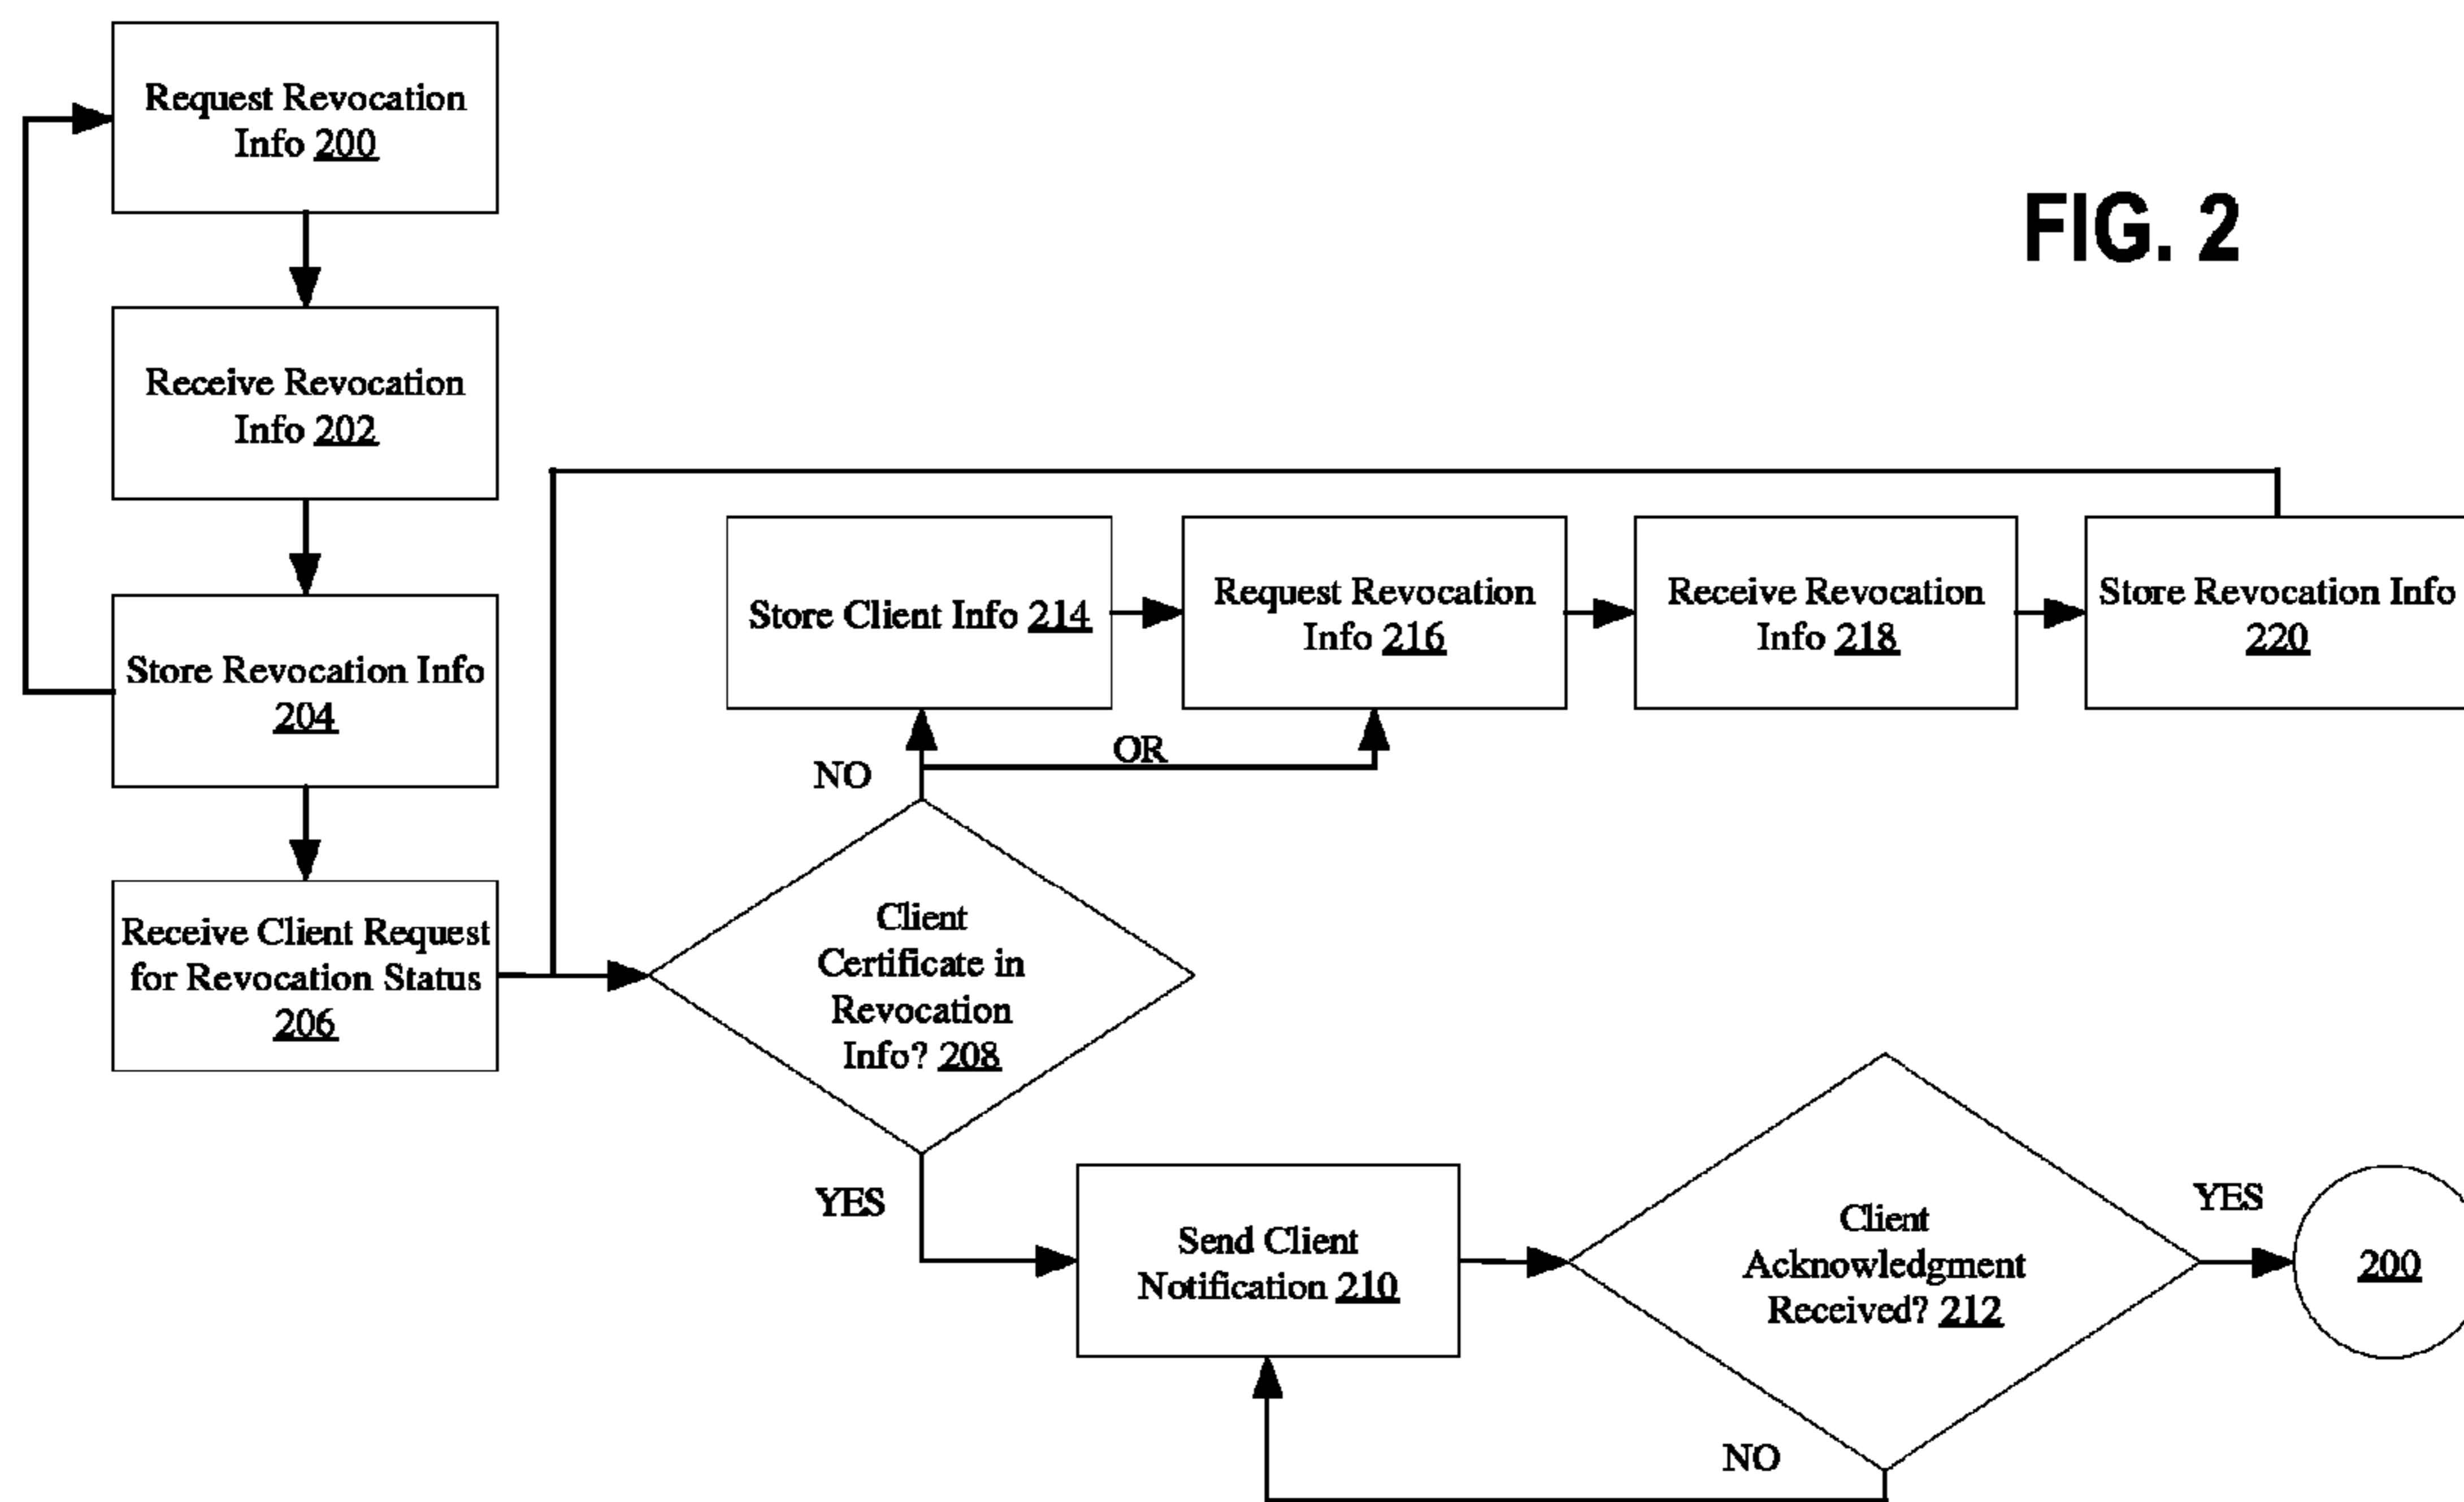 Request Revocation
Info 200
FIG. 2
Receive Revocation
Info 202
Store Revocation Info
204
Receive Client Request
for Revocation Status
206
Store Client Info 214
Request Revocation
Info 216
Receive Revocation
Info 218
Store Revocation Info
220
NO
OR
Client
Certificate in
Revocation
Info? 208
YES
Send Client
Notification 210
Client
Acknowledgment
Received? 212
YES
200
NO